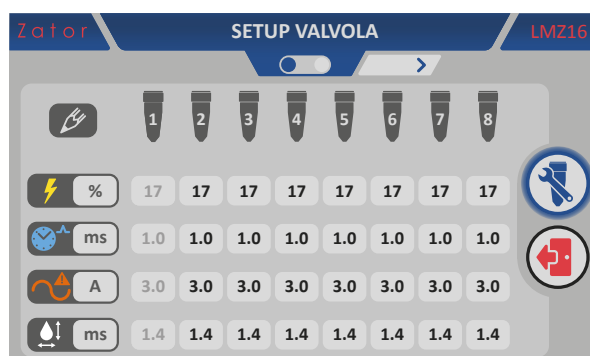 Zator SETUP VALVOLA LMZ16
1 2 3 4 5 6 7 8
% 17 17 17 17 17 17 17 17
ms 1.0 1.0 1.0 1.0 1.0 1.0 1.0 1.0
A 3.0 3.0 3.0 3.0 3.0 3.0 3.0 3.0
ms 1.4 1.4 1.4 1.4 1.4 1.4 1.4 1.4